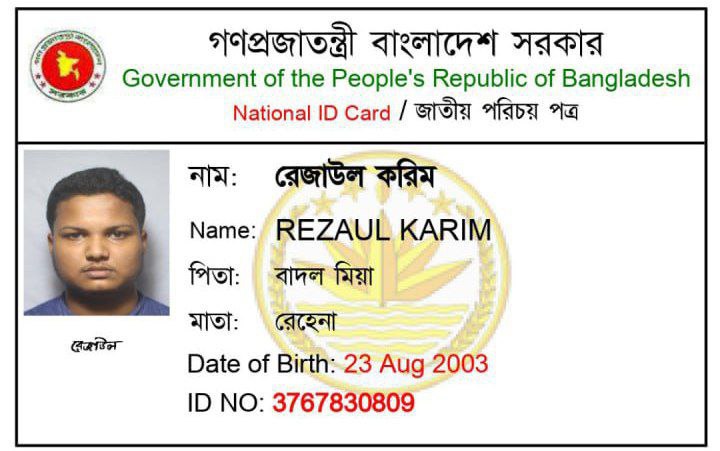 গণপ্রজাতন্ত্রী বাংলাদেশ সরকার
Government of the People's Republic of Bangladesh
National ID Card / জাতীয় পরিচয় পত্র
নাম: রেজাউল করিম
Name: REZAUL KARIM
পিতা: বাদল মিয়া
মাতা: রেহেনা
রেজাউল
Date of Birth: 23 Aug 2003
ID NO: 3767830809